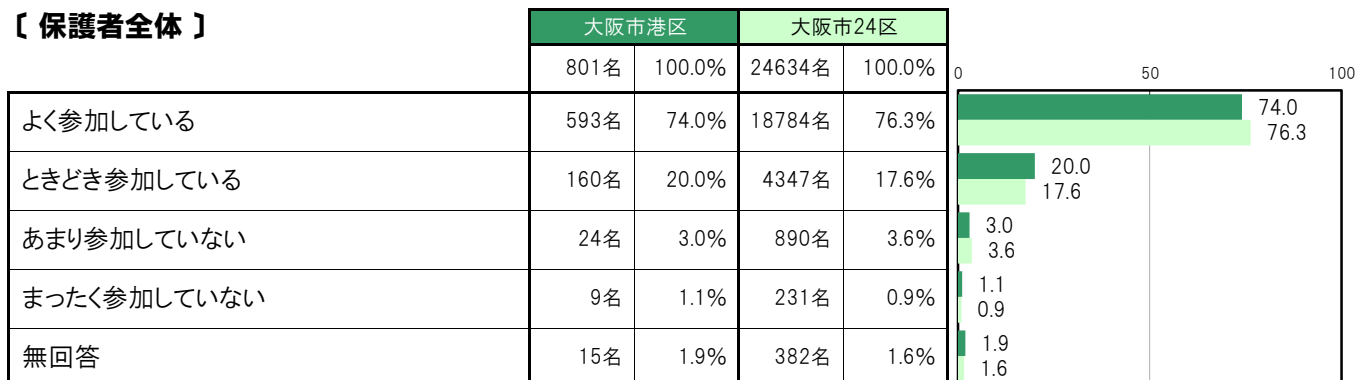 〔 保護者全体 〕
大阪市港区 大阪市24区
801名 100.0% 24634名 100.0% 0 50 100
よく参加している 593名 74.0% 18784名 76.3% 74.0
76.3
ときどき参加している 160名 20.0% 4347名 17.6% 20.0
17.6
あまり参加していない 24名 3.0% 890名 3.6% 3.0
3.6
まったく参加していない 9名 1.1% 231名 0.9% 1.1
0.9
無回答 15名 1.9% 382名 1.6% 1.9
1.6